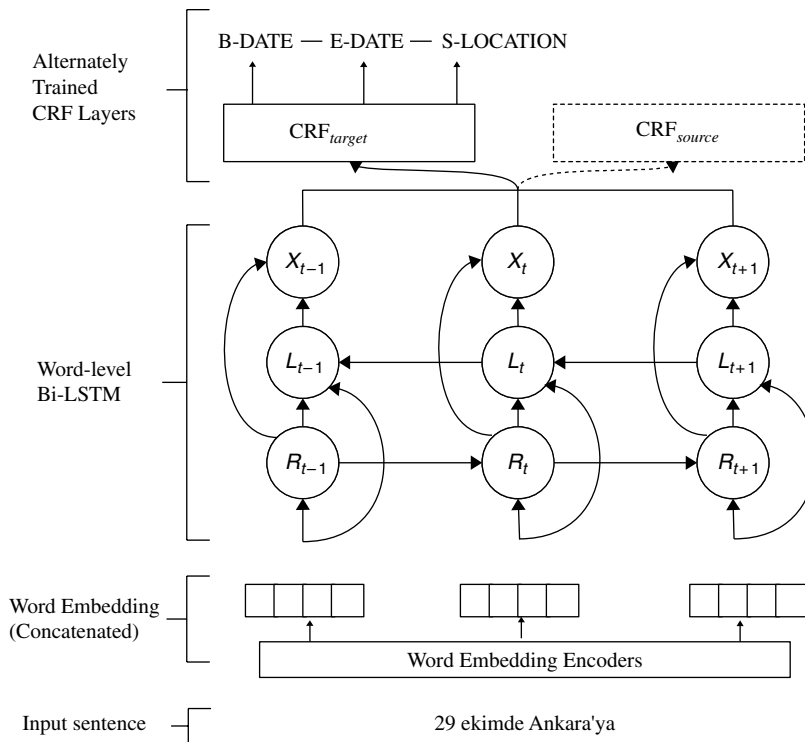 B-DATE — E-DATE — S-LOCATION
Alternately
Trained
CRF Layers
CRFtarget
CRFsource
Xt−1
Xt
Xt+1
Word-level
Bi-LSTM
Lt−1
Lt
Lt+1
Rt−1
Rt
Rt+1
Word Embedding
(Concatenated)
Word Embedding Encoders
Input sentence
29 ekimde Ankara'ya